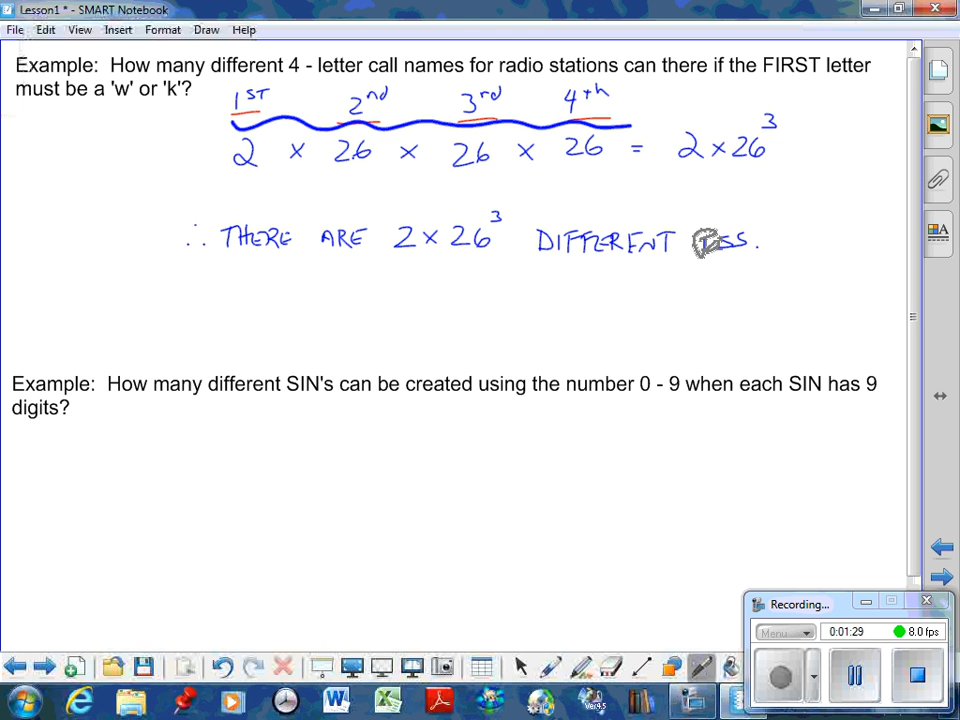 Lesson1 * - SMART Notebook
File Edit View Insert Format Draw Help
Example: How many different 4 - letter call names for radio stations can there if the FIRST letter
must be a 'w' or 'k'?
1ST 2nd 3rd 4th
2 × 26 × 26 × 26 = 2 × 26³
∴ THERE ARE 2 × 26³ DIFFERENT
Example: How many different SIN's can be created using the number 0 - 9 when each SIN has 9
digits?
Recording...
Menu 0:01:29 8.0 fps